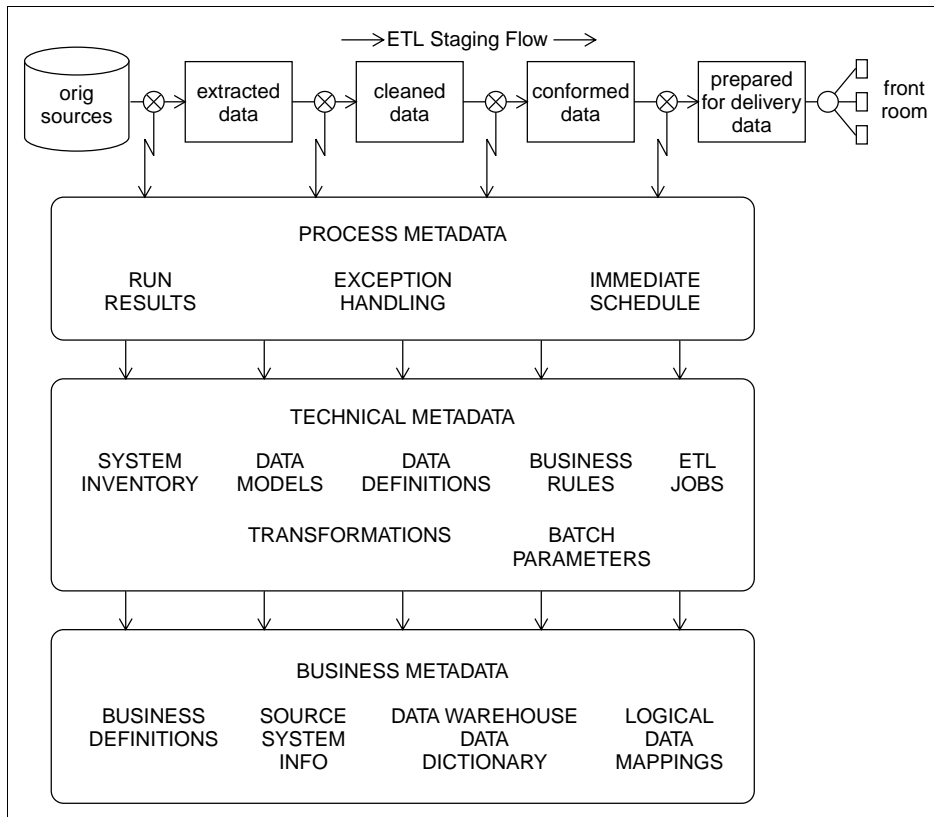 ETL Staging Flow
orig
sources
extracted
data
cleaned
data
conformed
data
prepared
for delivery
data
front
room
PROCESS METADATA
RUN
RESULTS
EXCEPTION
HANDLING
IMMEDIATE
SCHEDULE
TECHNICAL METADATA
SYSTEM
INVENTORY
DATA
MODELS
DATA
DEFINITIONS
BUSINESS
RULES
ETL
JOBS
TRANSFORMATIONS
BATCH
PARAMETERS
BUSINESS METADATA
BUSINESS
DEFINITIONS
SOURCE
SYSTEM
INFO
DATA WAREHOUSE
DATA
DICTIONARY
LOGICAL
DATA
MAPPINGS